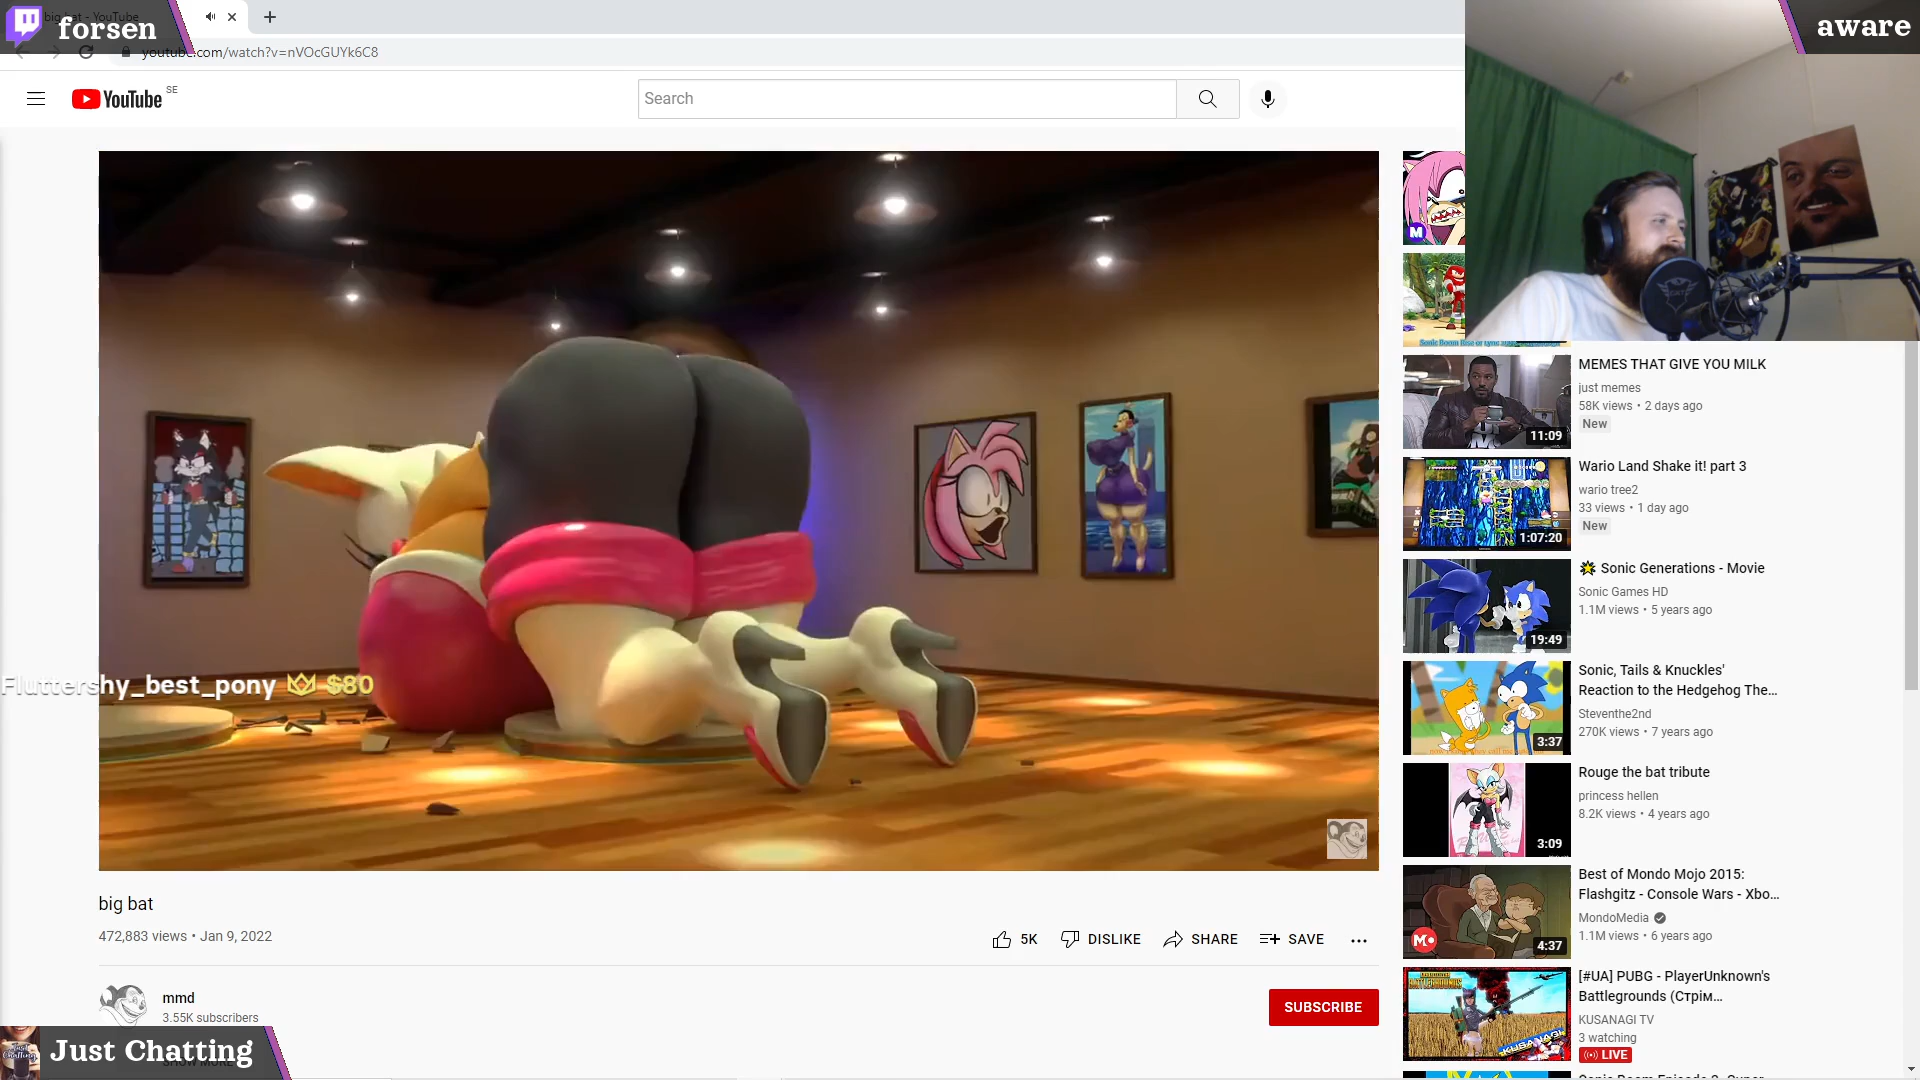 forsen
aware
big bat - YouTube
youtube.com/watch?v=nVOcGUYk6C8
YouTube SE
Search
M
MEMES THAT GIVE YOU MILK
just memes
58K views • 2 days ago
New
11:09
Wario Land Shake it! part 3
wario tree2
33 views • 1 day ago
New
1:07:20
Sonic Generations - Movie
Sonic Games HD
1.1M views • 5 years ago
19:49
Sonic, Tails & Knuckles'
Reaction to the Hedgehog The...
Steventhe2nd
270K views • 7 years ago
3:37
Fluttershy_best_pony $80
Rouge the bat tribute
princess hellen
8.2K views • 4 years ago
3:09
Best of Mondo Mojo 2015:
Flashgitz - Console Wars - Xbo...
MondoMedia
1.1M views • 6 years ago
4:37
big bat
472,883 views • Jan 9, 2022
5K DISLIKE SHARE SAVE
[#UA] PUBG - PlayerUnknown's
Battlegrounds (Стрім...
KUSANAGI TV
3 watching
LIVE
mmd
3.55K subscribers
SUBSCRIBE
Just Chatting